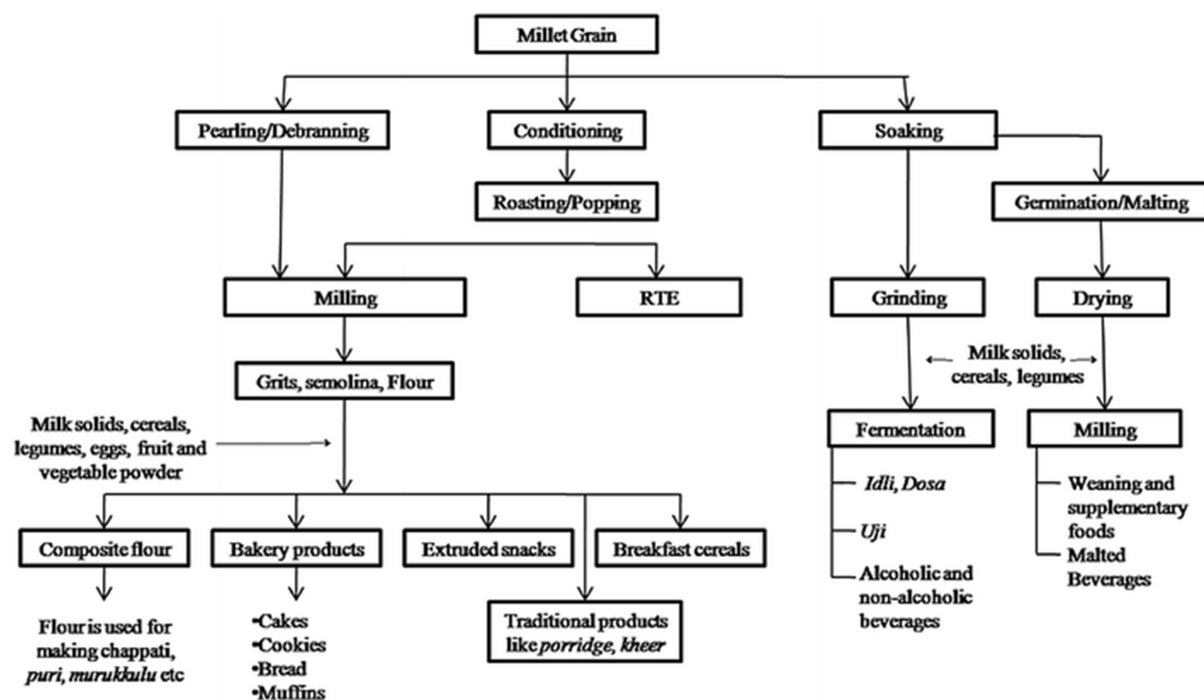 Millet Grain
Pearling/Debranning
Conditioning
Soaking
Roasting/Popping
Germination/Malting
Milling
RTE
Grinding
Drying
Grits, semolina, Flour
Milk solids,
cereals, legumes
Milk solids, cereals,
legumes, eggs, fruit and
vegetable powder
Fermentation
Milling
Idli, Dosa
Uji
Alcoholic and
non-alcoholic
beverages
Weaning and
supplementary
foods
Malted
Beverages
Composite flour
Bakery products
Extruded snacks
Breakfast cereals
Flour is used for
making chappati,
puri, murukkulu etc
•Cakes
•Cookies
•Bread
•Muffins
Traditional products
like porridge, kheer